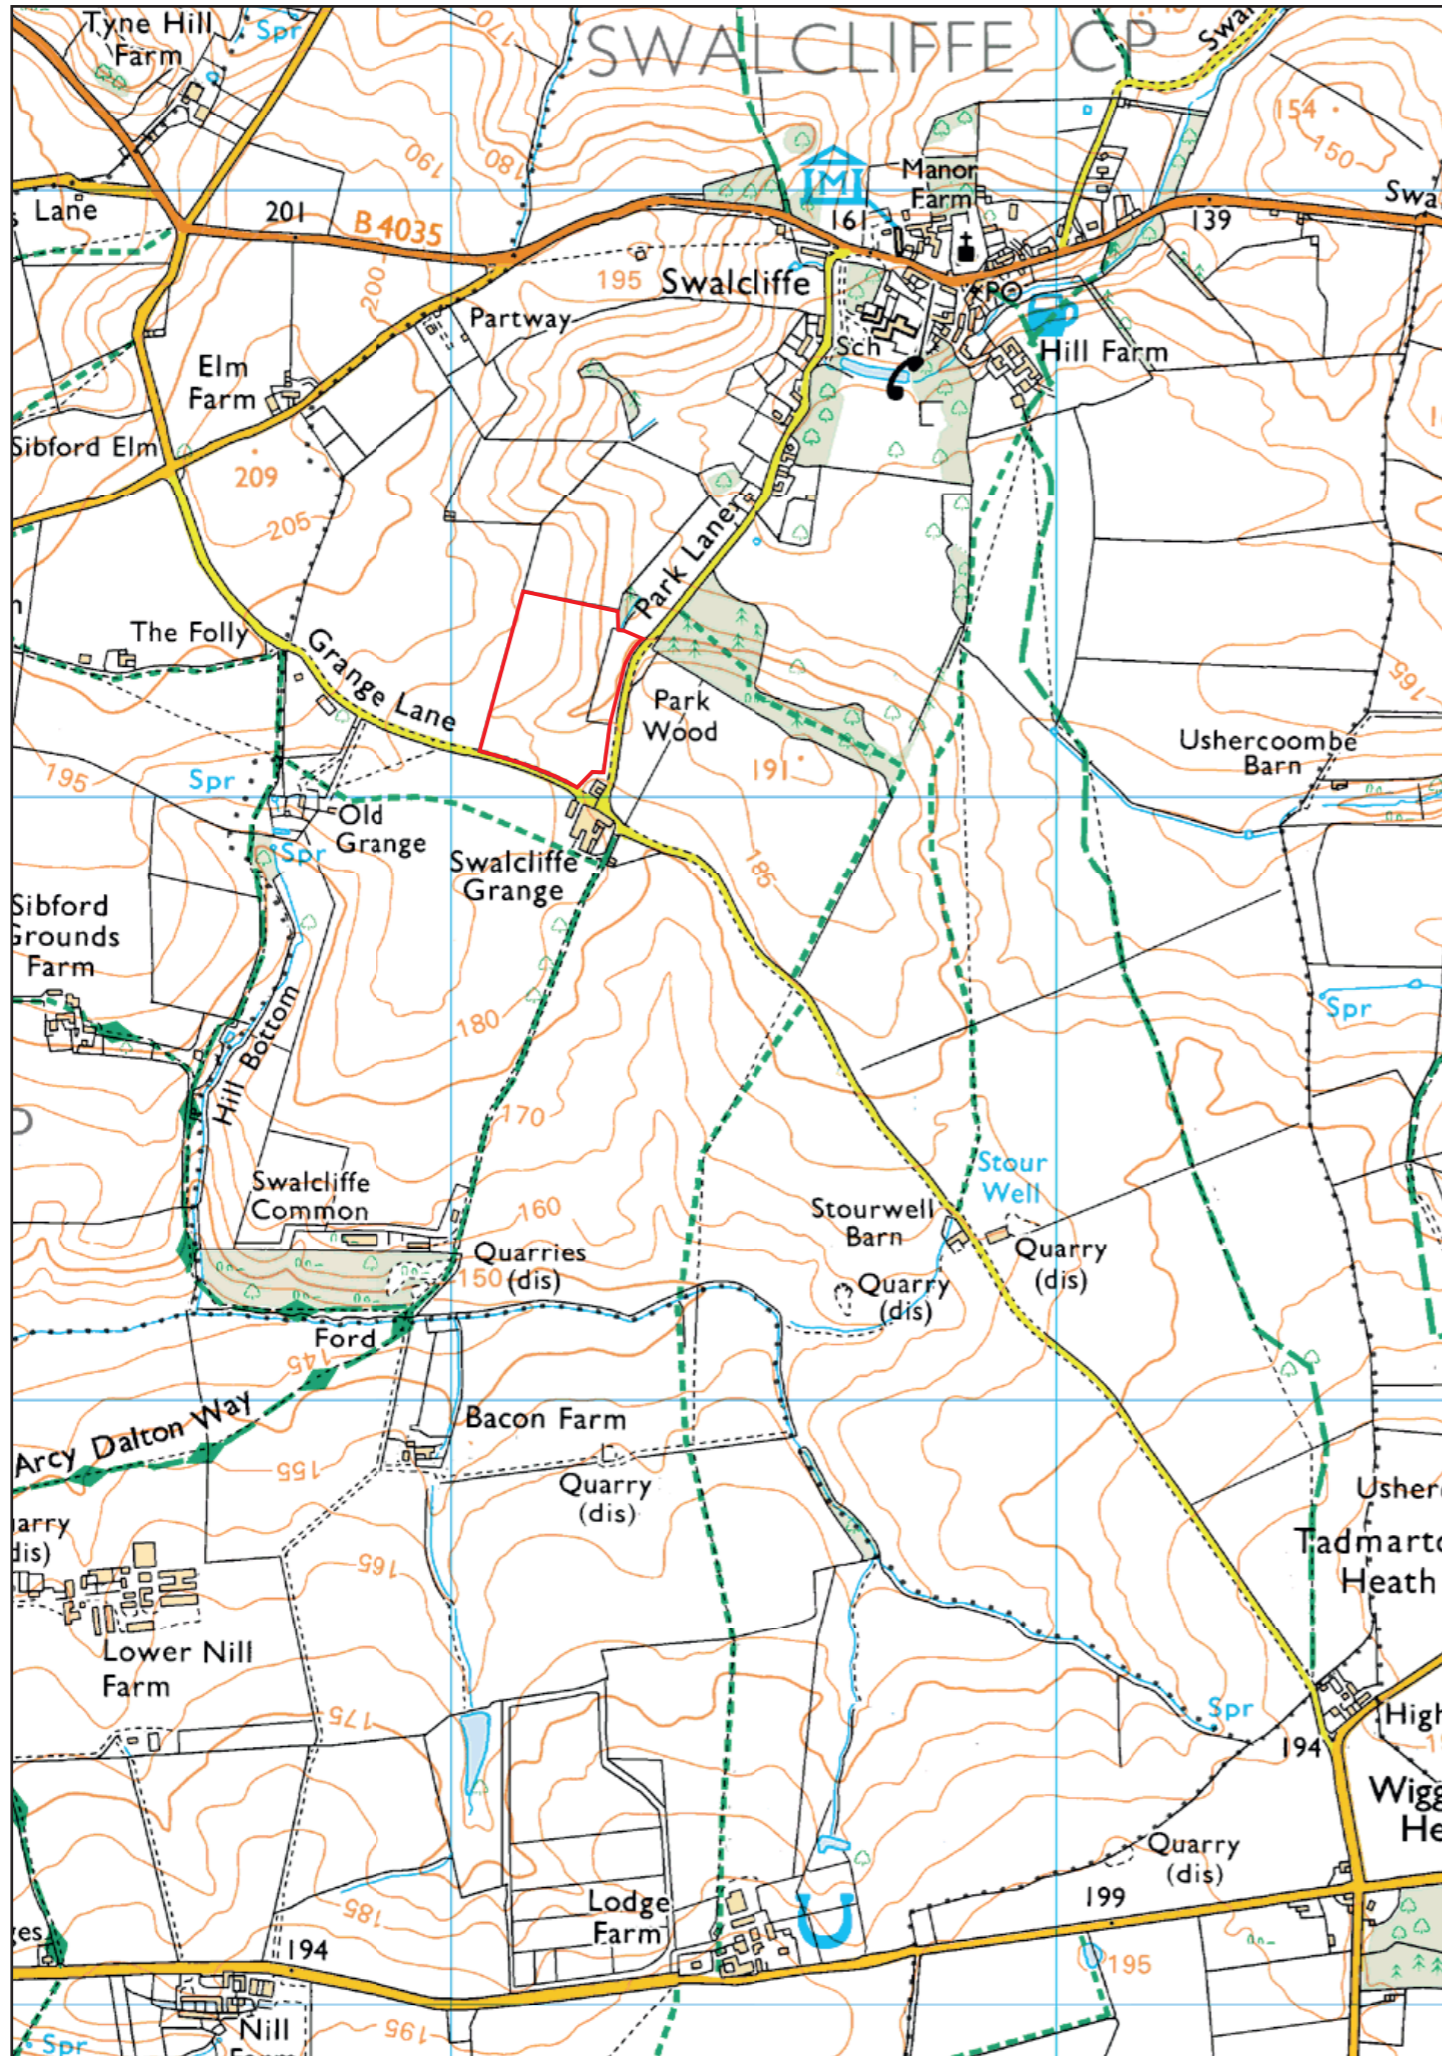 SWALCLIFFE CP
Tyne Hill
Farm
Spr
170
Swal
154
150
190
180
Manor
Farm
s Lane
201
B 4035
M
161
139
Swa
200
195
Swalcliffe
PO
Partway
Sch
Hill Farm
Elm
Farm
Sibford Elm
209
205
Park Lane
The Folly
Grange Lane
Park
Wood
165
Ushercoombe
Barn
191
195
Spr
Old
Grange
Spr
Swalcliffe
Grange
185
Sibford
Grounds
Farm
Spr
180
Hill Bottom
170
Swalcliffe
Common
Stour
Well
160
Stourwell
Barn
Quarry
(dis)
Quarries
(dis)
150
Quarry
(dis)
Ford
145
Arcy Dalton Way
Bacon Farm
155
Quarry
(dis)
Usher
arry
dis)
Tadmarto
Heath
165
Lower Nill
Farm
175
Spr
High
194
Wigg
He
Quarry
(dis)
185
Lodge
Farm
199
ges
194
195
Nill
195
Spr